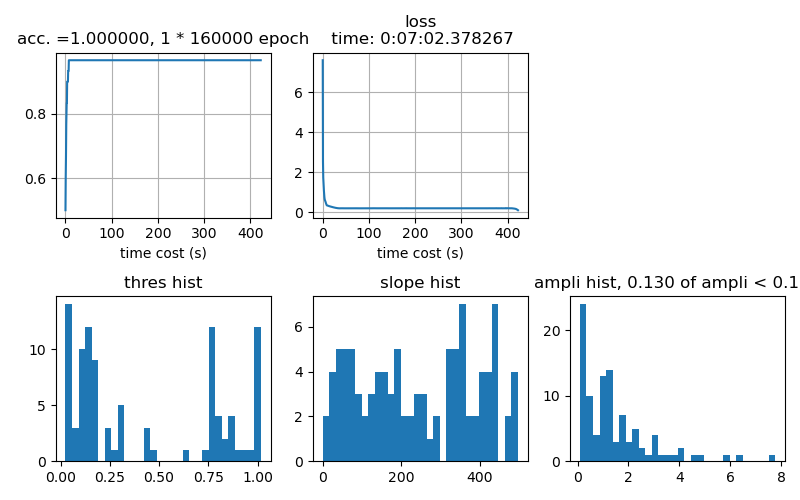 acc. =1.000000, 1 * 160000 epoch
0.8
0.6
0 100 200 300 400
time cost (s)
loss
time: 0:07:02.378267
6
4
2
0
0 100 200 300 400
time cost (s)
thres hist
10
5
0
0.00 0.25 0.50 0.75 1.00
slope hist
6
4
2
0
0 200 400
ampli hist, 0.130 of ampli < 0.1
20
10
0
0 2 4 6 8